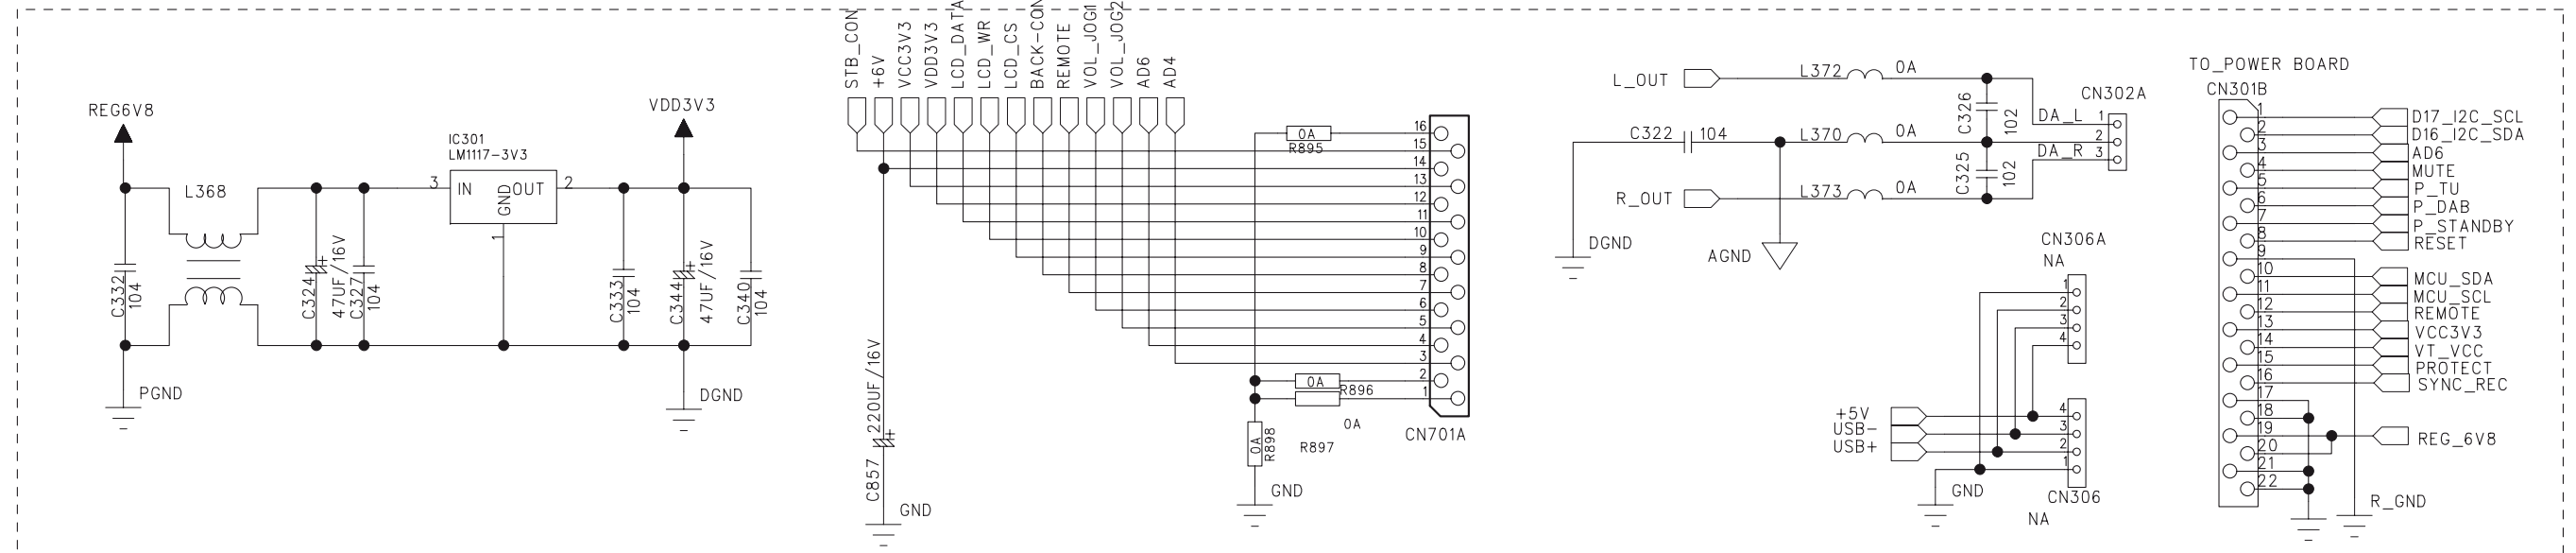 REG6V8
L368
C332
104
C324
47UF/16V
+
C327
104
PGND
IC301
LM1117-3V3
3
IN
OUT
GND
2
1
VDD3V3
C333
104
C344
47UF/16V
+
C340
104
DGND
STB_CON
+6V
VCC3V3
VDD3V3
LCD_DATA
LCD_WR
LCD_CS
BACK-CON
REMOTE
VOL_JOG1
VOL_JOG2
AD6
AD4
C857
220UF/16V
+
GND
0A
R895
16
15
14
13
12
11
10
9
8
7
6
5
4
3
2
1
0A
R896
0A
R897
0A
R898
GND
CN701A
L_OUT
L372
0A
C322
104
L370
0A
R_OUT
L373
0A
C326
102
C325
102
DA_L
DA_R
CN302A
1
2
3
DGND
AGND
CN306A
NA
1
2
3
4
+5V
USB-
USB+
GND
4
3
2
1
CN306
NA
TO_POWER BOARD
CN301B
1
D17_I2C_SCL
2
D16_I2C_SDA
3
AD6
4
MUTE
5
P_TU
6
P_DAB
7
P_STANDBY
8
RESET
9
10
MCU_SDA
11
MCU_SCL
12
REMOTE
13
VCC3V3
14
VT_VCC
15
PROTECT
16
SYNC_REC
17
18
19
REG_6V8
20
21
22
R_GND